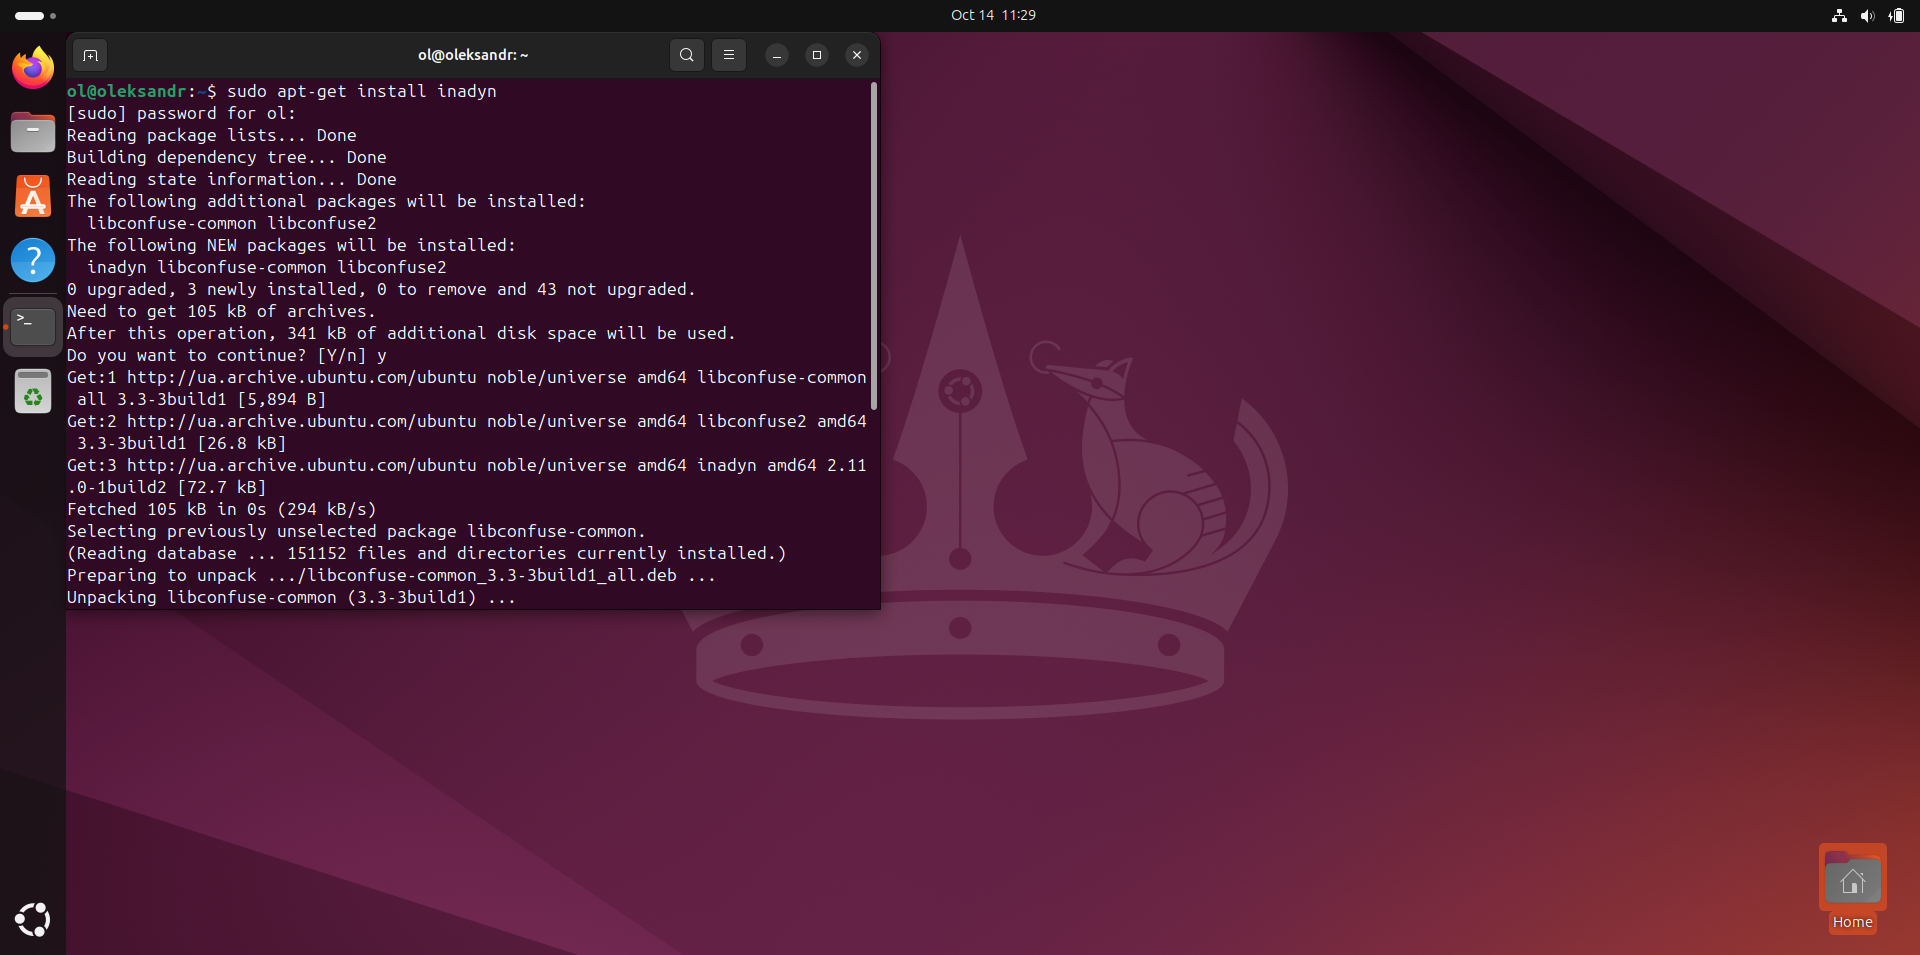 Oct 14  11:29
ol@oleksandr: ~
ol@oleksandr:~$ sudo apt-get install inadyn
[sudo] password for ol:
Reading package lists... Done
Building dependency tree... Done
Reading state information... Done
The following additional packages will be installed:
  libconfuse-common libconfuse2
The following NEW packages will be installed:
  inadyn libconfuse-common libconfuse2
0 upgraded, 3 newly installed, 0 to remove and 43 not upgraded.
Need to get 105 kB of archives.
After this operation, 341 kB of additional disk space will be used.
Do you want to continue? [Y/n] y
Get:1 http://ua.archive.ubuntu.com/ubuntu noble/universe amd64 libconfuse-common
 all 3.3-3build1 [5,894 B]
Get:2 http://ua.archive.ubuntu.com/ubuntu noble/universe amd64 libconfuse2 amd64
 3.3-3build1 [26.8 kB]
Get:3 http://ua.archive.ubuntu.com/ubuntu noble/universe amd64 inadyn amd64 2.11
.0-1build2 [72.7 kB]
Fetched 105 kB in 0s (294 kB/s)
Selecting previously unselected package libconfuse-common.
(Reading database ... 151152 files and directories currently installed.)
Preparing to unpack .../libconfuse-common_3.3-3build1_all.deb ...
Unpacking libconfuse-common (3.3-3build1) ...
Home